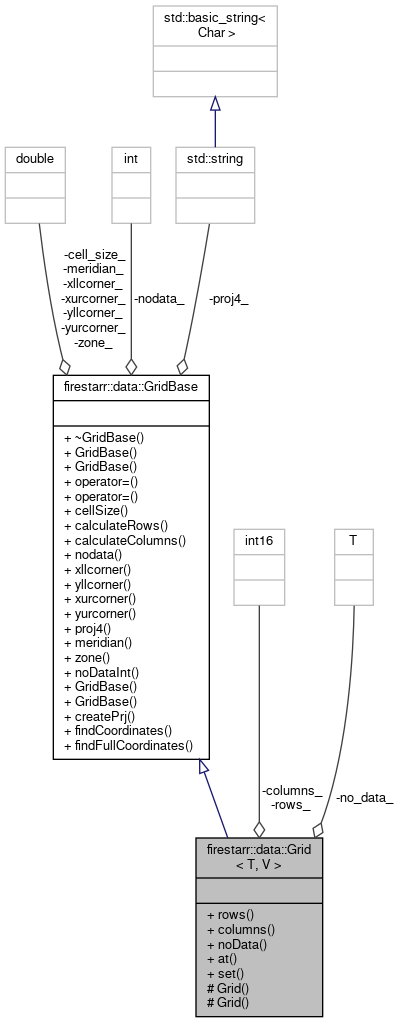 std::basic_string<
Char >
double
int
std::string
-cell_size_
-meridian_
-xllcorner_
-xurcorner_
-yllcorner_
-yurcorner_
-zone_
-nodata_
-proj4_
firestarr::data::GridBase
+ ~GridBase()
+ GridBase()
+ GridBase()
+ operator=()
+ operator=()
+ cellSize()
+ calculateRows()
+ calculateColumns()
+ nodata()
+ xllcorner()
+ yllcorner()
+ xurcorner()
+ yurcorner()
+ proj4()
+ meridian()
+ zone()
+ noDataInt()
+ GridBase()
+ GridBase()
+ createPrj()
+ findCoordinates()
+ findFullCoordinates()
int16
T
-columns_
-rows_
-no_data_
firestarr::data::Grid
< T, V >
+ rows()
+ columns()
+ noData()
+ at()
+ set()
# Grid()
# Grid()